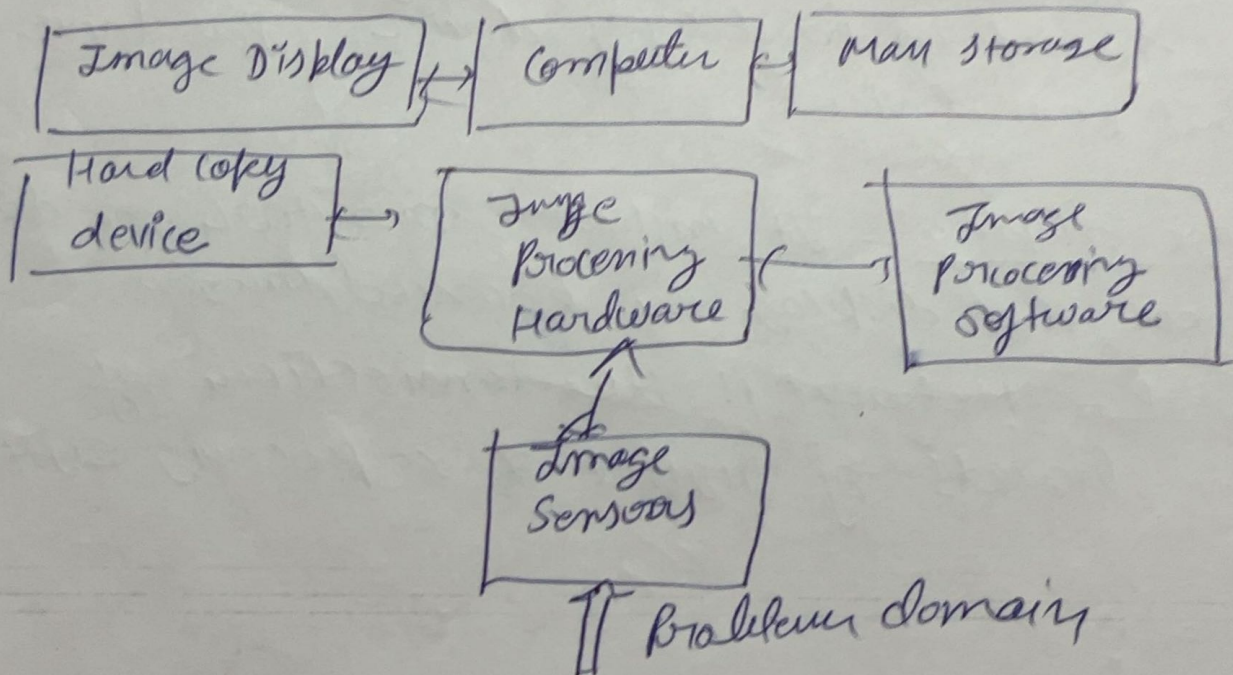 Image Display
Computer
Mass storage
Hard copy
device
Image
Processing
Hardware
Image
Processing
Software
Image
Sensors
Problem domain